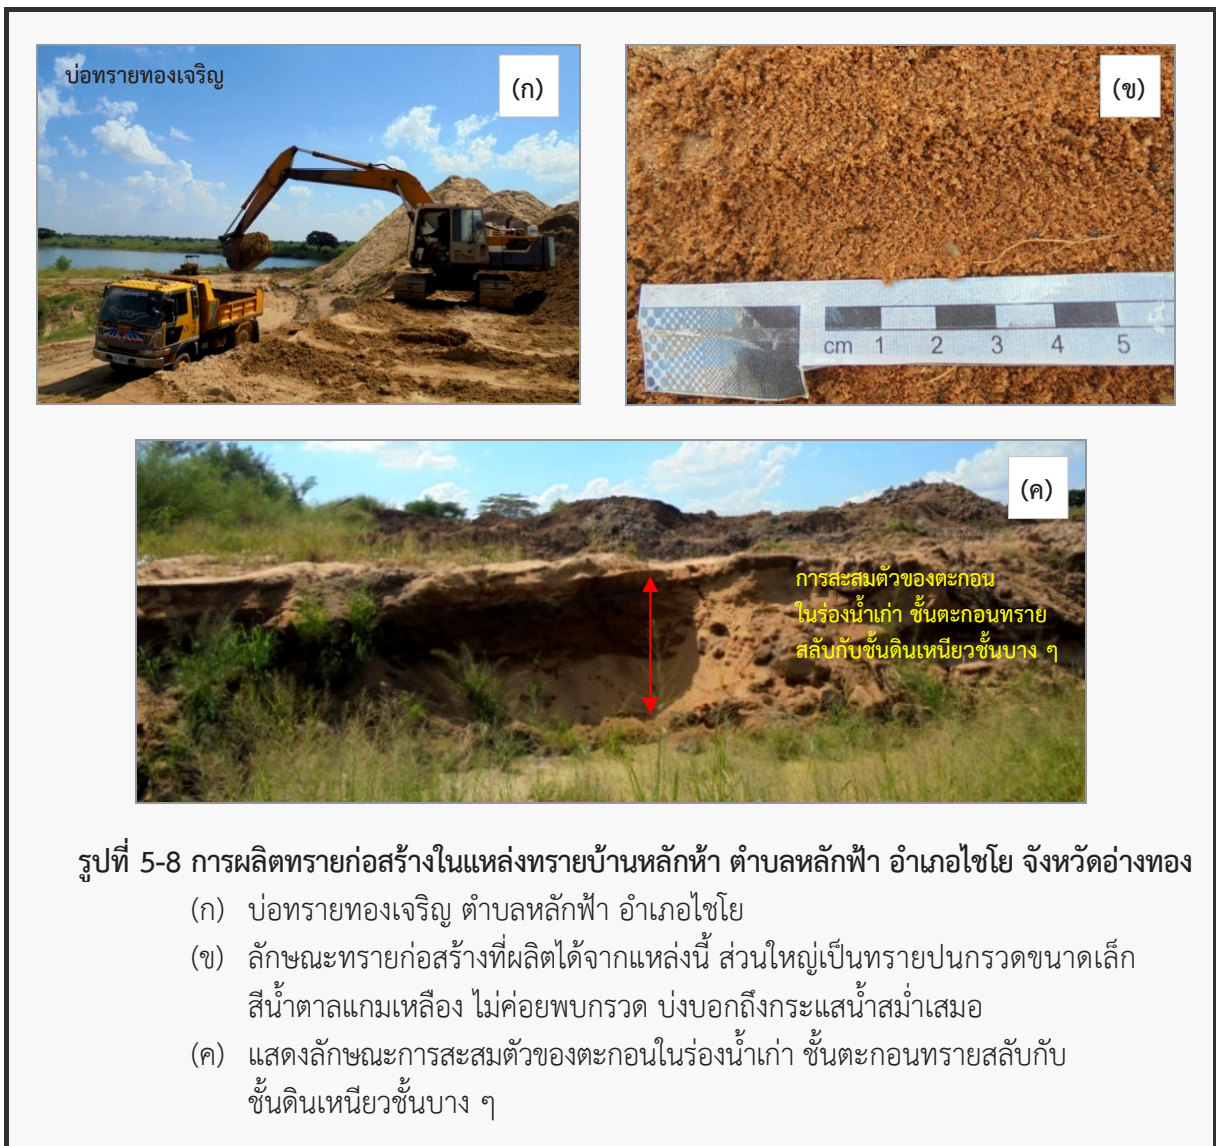 บ่อทรายทองเจริญ
(ก)
(ข)
cm 1 2 3 4 5
(ค)
การสะสมตัวของตะกอน
ในร่องน้ำเก่า ชั้นตะกอนทราย
สลับกับชั้นดินเหนียวชั้นบาง ๆ
รูปที่ 5-8 การผลิตทรายก่อสร้างในแหล่งทรายบ้านหลักห้า ตำบลหลักฟ้า อำเภอไชโย จังหวัดอ่างทอง
(ก) บ่อทรายทองเจริญ ตำบลหลักฟ้า อำเภอไชโย
(ข) ลักษณะทรายก่อสร้างที่ผลิตได้จากแหล่งนี้ ส่วนใหญ่เป็นทรายปนกรวดขนาดเล็ก
สีน้ำตาลแกมเหลือง ไม่ค่อยพบกรวด บ่งบอกถึงกระแสน้ำสม่ำเสมอ
(ค) แสดงลักษณะการสะสมตัวของตะกอนในร่องน้ำเก่า ชั้นตะกอนทรายสลับกับ
ชั้นดินเหนียวชั้นบาง ๆ